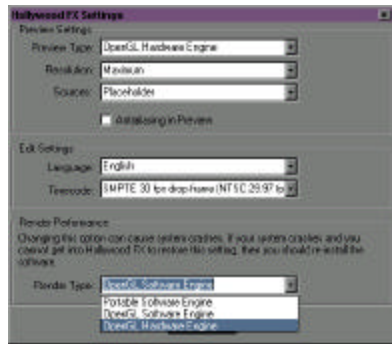 Hollywood FX Settings
Preview Settings
Preview Type: OpenGL Hardware Engine
Resolution: Maximum
Sources: Placeholder
Antialiasing in Preview
Edit Settings
Language: English
Timecode: SMPTE 30 fps drop-frame (NTSC 29.97 fo
Render Performance
Changing this option can cause system crashes. If your system crashes and you
cannot get into Hollywood FX to restore this setting, then you should re-install the
software.
Render Type: OpenGL Software Engine
Portable Software Engine
OpenGL Software Engine
OpenGL Hardware Engine